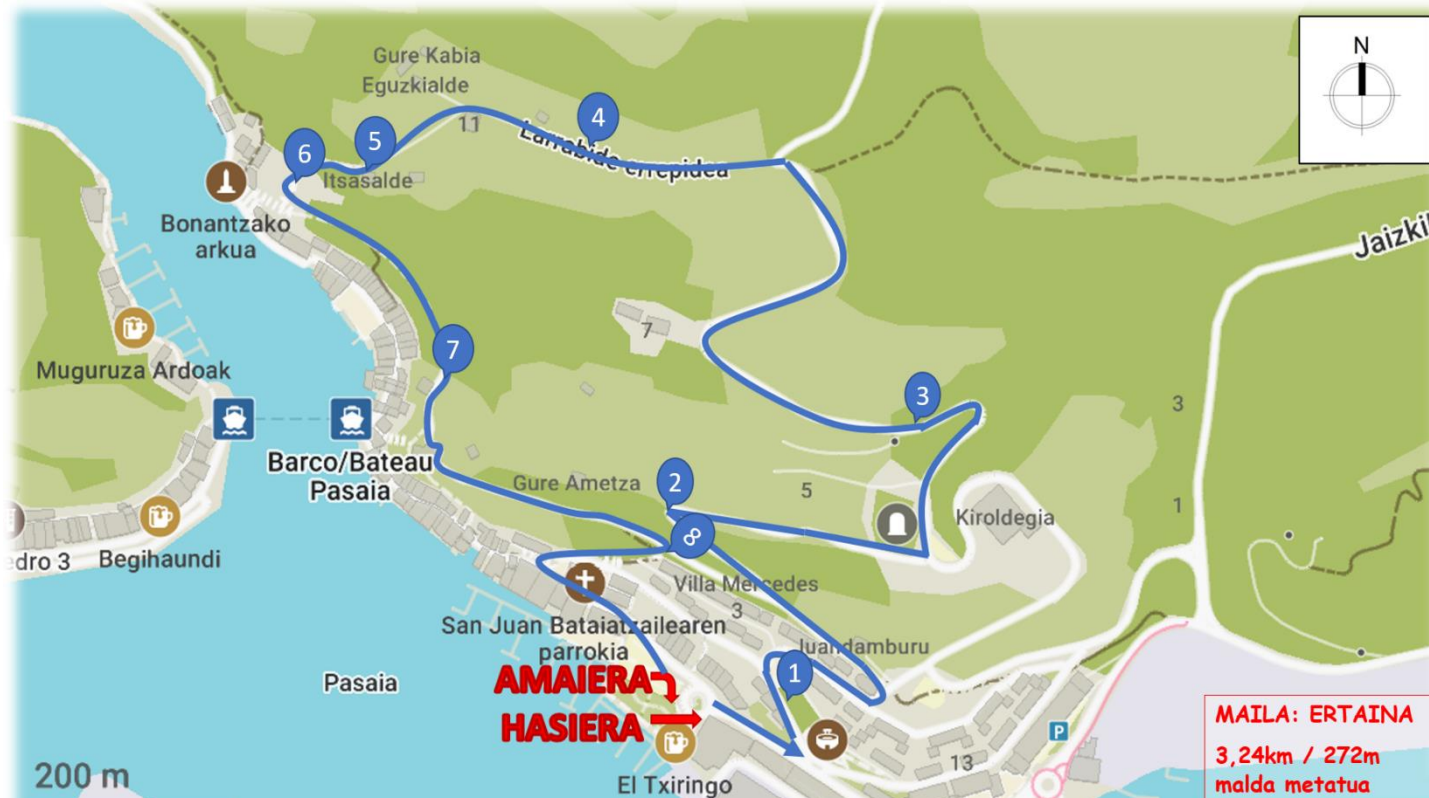 N
Gure Kabia
Eguzkialde
11
4
Larrabide errepidea
5
6
Itsasalde
Bonantzako
arkua
Jaizki
7
Muguruza Ardoak
7
3
3
Barco/Bateau
Pasaia
Gure Ametza
2
5
Kiroldegia
1
edro 3
Begihaundi
8
Villa Mercedes
3
San Juan Bataiatzailearen
parrokia
Juandamburu
1
Pasaia
AMAIERA
HASIERA
P
13
El Txiringo
200 m
MAILA: ERTAINA
3,24km / 272m
malda metatua